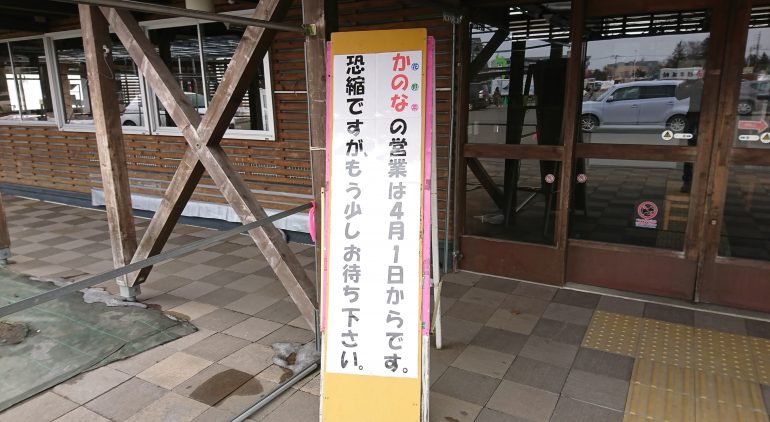 かのなの営業は4月1日からです。
恐縮ですがもう少しお待ち下さい。